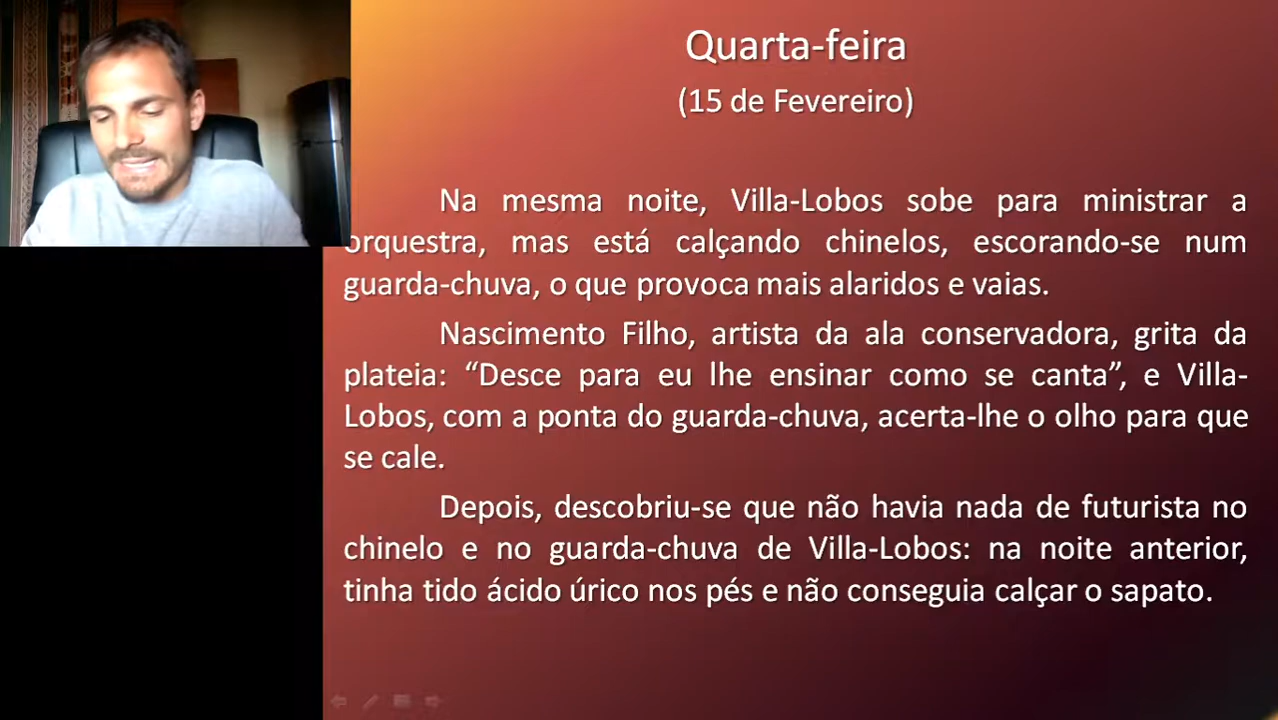 Quarta-feira
(15 de Fevereiro)
Na mesma noite, Villa-Lobos sobe para ministrar a
orquestra, mas está calçando chinelos, escorando-se num
guarda-chuva, o que provoca mais alaridos e vaias.
Nascimento Filho, artista da ala conservadora, grita da
plateia: “Desce para eu lhe ensinar como se canta”, e Villa-
Lobos, com a ponta do guarda-chuva, acerta-lhe o olho para que
se cale.
Depois, descobriu-se que não havia nada de futurista no
chinelo e no guarda-chuva de Villa-Lobos: na noite anterior,
tinha tido ácido úrico nos pés e não conseguia calçar o sapato.